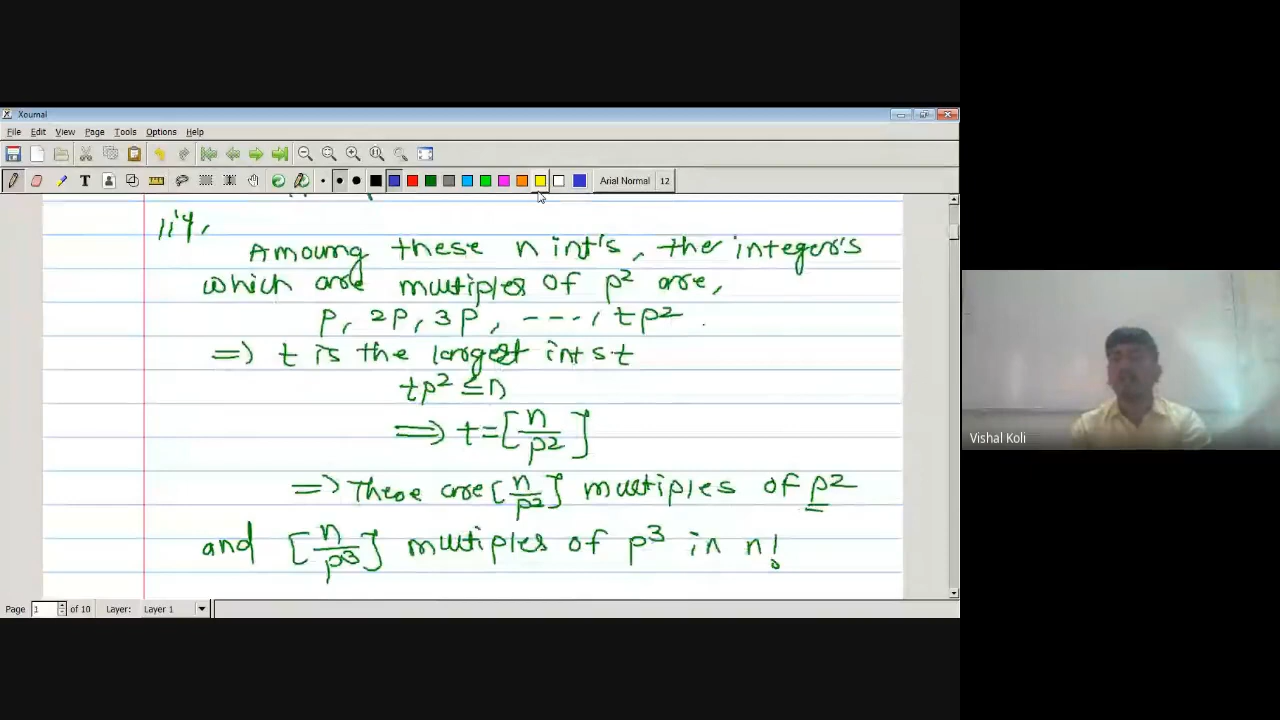 Xournal
File Edit View Page Tools Options Help
Arial Normal 12
11'y,
Amoung these n int's, the integer's
which are multiples of p² are,
p, 2p, 3p, ----, tp² .
=> t is the largest int s.t
tp² ≤ n
=> t = [n/p²]
=> There are [n/p²] multiples of p²
and [n/p³] multiples of p³ in n!
Page 1 of 10 Layer: Layer 1
Vishal Koli